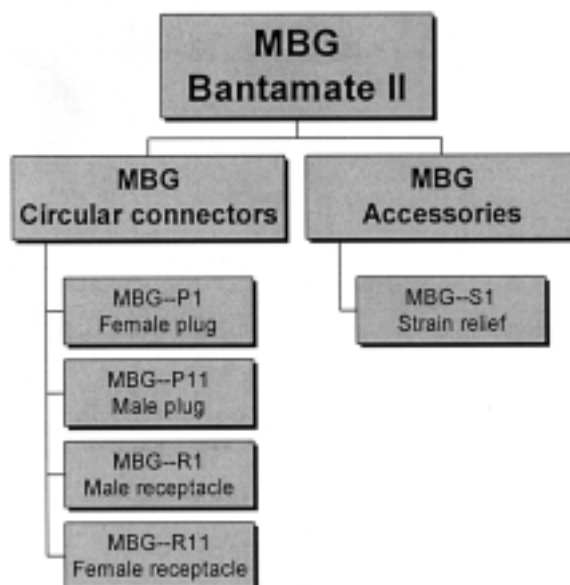 MBG
Bantamate II
MBG
Circular connectors
MBG
Accessories
MBG--P1
Female plug
MBG--P11
Male plug
MBG--R1
Male receptacle
MBG--R11
Female receptacle
MBG--S1
Strain relief